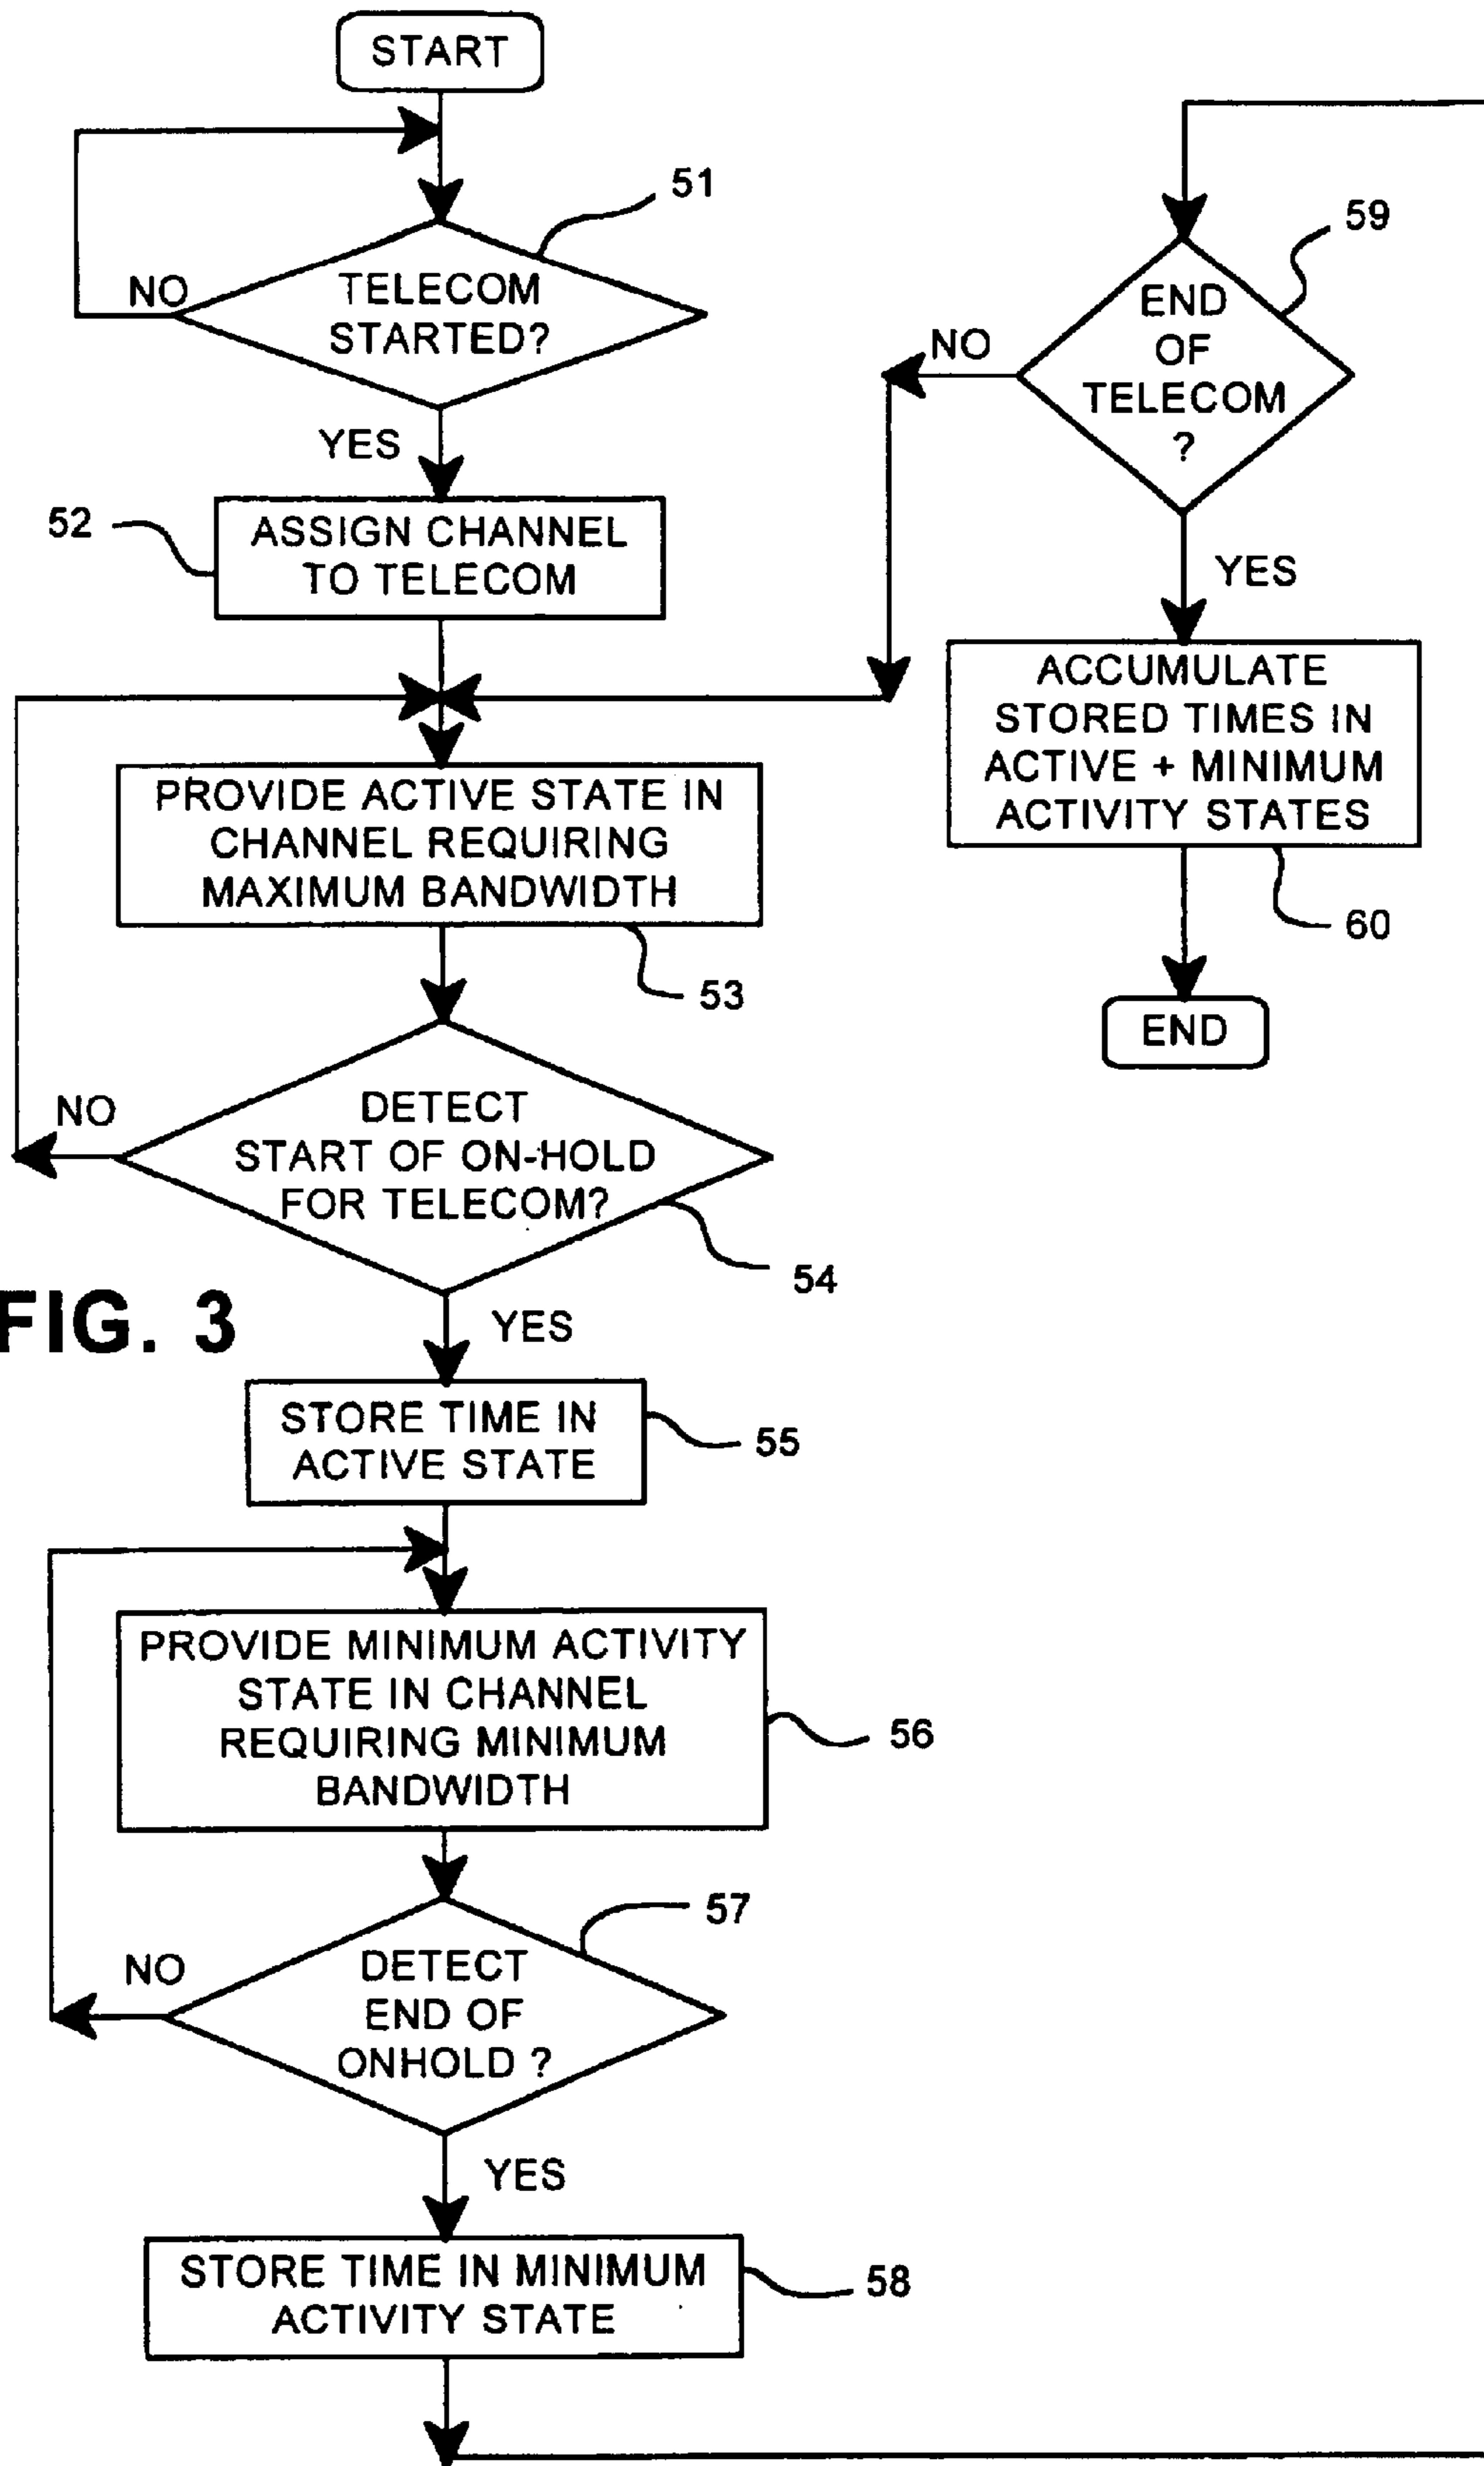 START
51
NO
TELECOM
STARTED?
YES
52
ASSIGN CHANNEL
TO TELECOM
PROVIDE ACTIVE STATE IN
CHANNEL REQUIRING
MAXIMUM BANDWIDTH
53
NO
DETECT
START OF ON-HOLD
FOR TELECOM?
54
FIG. 3
YES
STORE TIME IN
ACTIVE STATE
55
PROVIDE MINIMUM ACTIVITY
STATE IN CHANNEL
REQUIRING MINIMUM
BANDWIDTH
56
57
NO
DETECT
END OF
ONHOLD ?
YES
STORE TIME IN MINIMUM
ACTIVITY STATE
58
59
NO
END
OF
TELECOM
?
YES
ACCUMULATE
STORED TIMES IN
ACTIVE + MINIMUM
ACTIVITY STATES
60
END